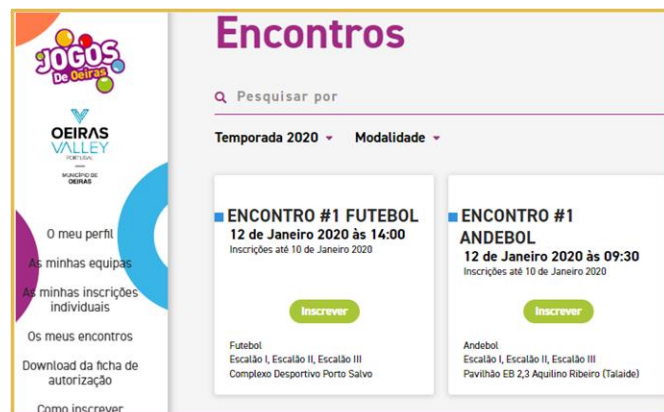 JOGOS
De Oeiras
OEIRAS
VALLEY
PORTUGAL
MUNICÍPIO DE
OEIRAS
O meu perfil
As minhas equipas
As minhas inscrições
individuais
Os meus encontros
Download da ficha de
autorização
Como inscrever
Encontros
Pesquisar por
Temporada 2020 Modalidade
ENCONTRO #1 FUTEBOL
12 de Janeiro 2020 às 14:00
Inscrições até 10 de Janeiro 2020
Inscrever
Futebol
Escalão I, Escalão II, Escalão III
Complexo Desportivo Porto Salvo
ENCONTRO #1
ANDEBOL
12 de Janeiro 2020 às 09:30
Inscrições até 10 de Janeiro 2020
Inscrever
Andebol
Escalão I, Escalão II, Escalão III
Pavilhão EB 2,3 Aquilino Ribeiro (Talaide)